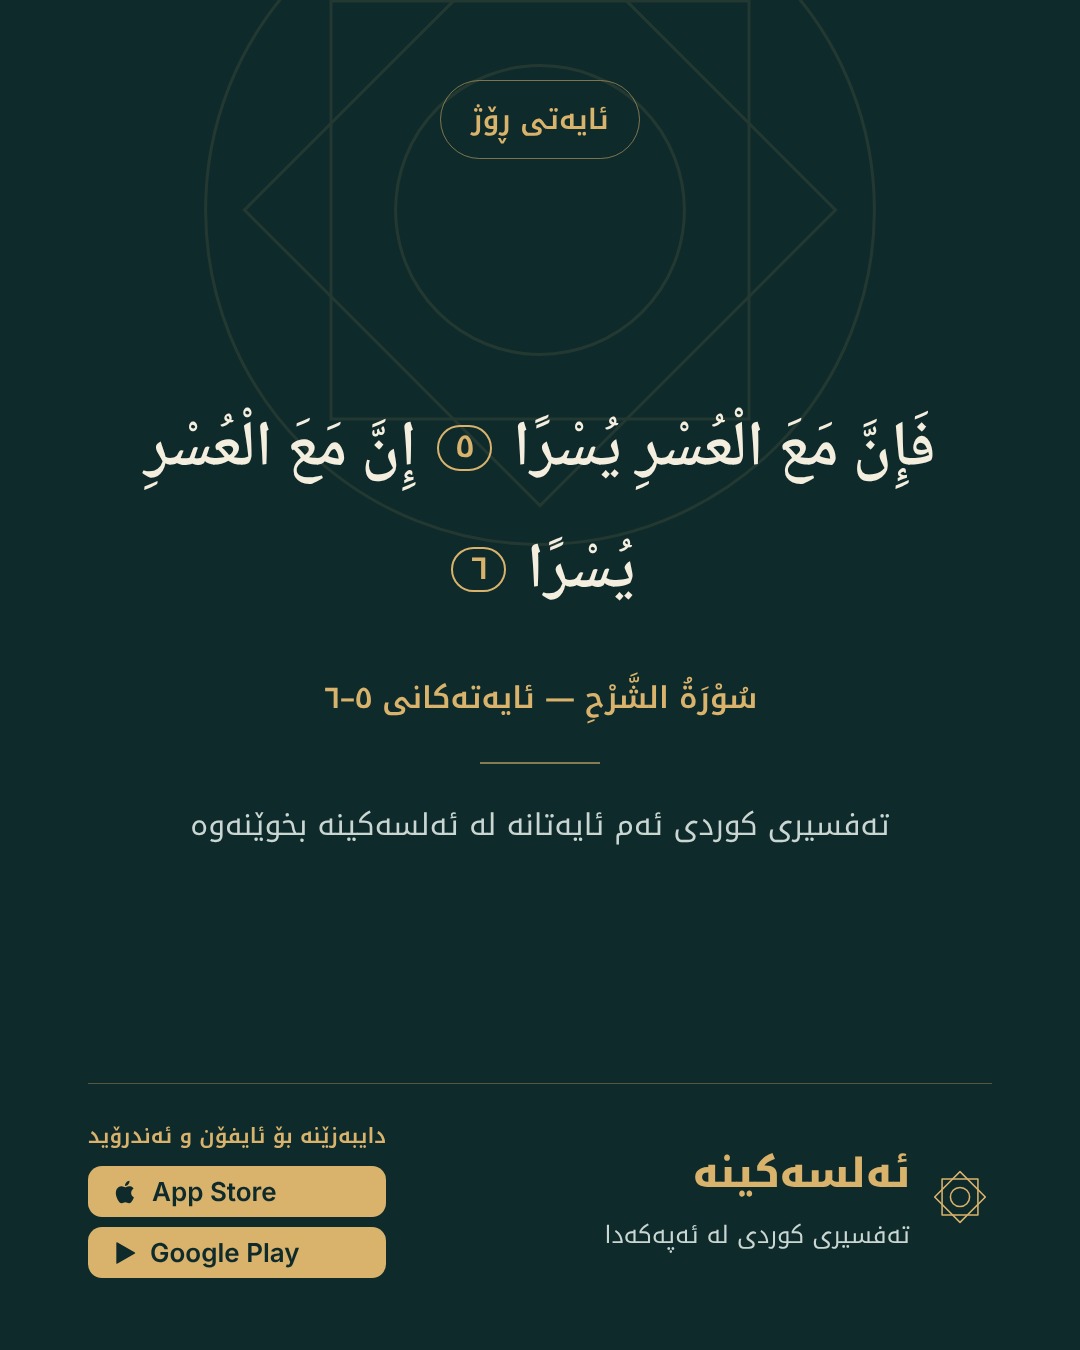 ئایەتی ڕۆژ
فَإِنَّ مَعَ الْعُسْرِ يُسْرًا ٥ إِنَّ مَعَ الْعُسْرِ
يُسْرًا ٦
سُوْرَةُ الشَّرْحِ — ئایەتەکانی ٥–٦
تەفسیری کوردی ئەم ئایەتانە لە ئەلسەکینە بخوێنەوە
ئەلسەکینە
تەفسیری کوردی لە ئەپەکەدا
دایبەزێنە بۆ ئایفۆن و ئەندرۆید
App Store
Google Play